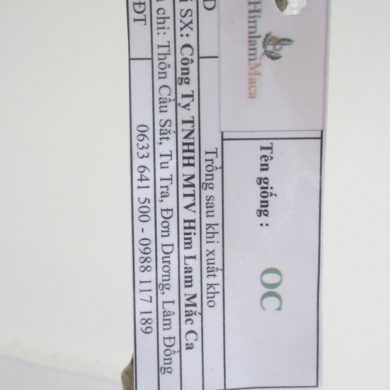 HimlamMaca
Tên giống : OC
D Trồng sau khi xuất kho
i SX: Công Ty TNHH MTV Him Lam Mắc Ca
chỉ: Thôn Cầu Sắt, Tu Tra, Đơn Dương, Lâm Đồng
ĐT 0633 641 500 - 0988 117 189